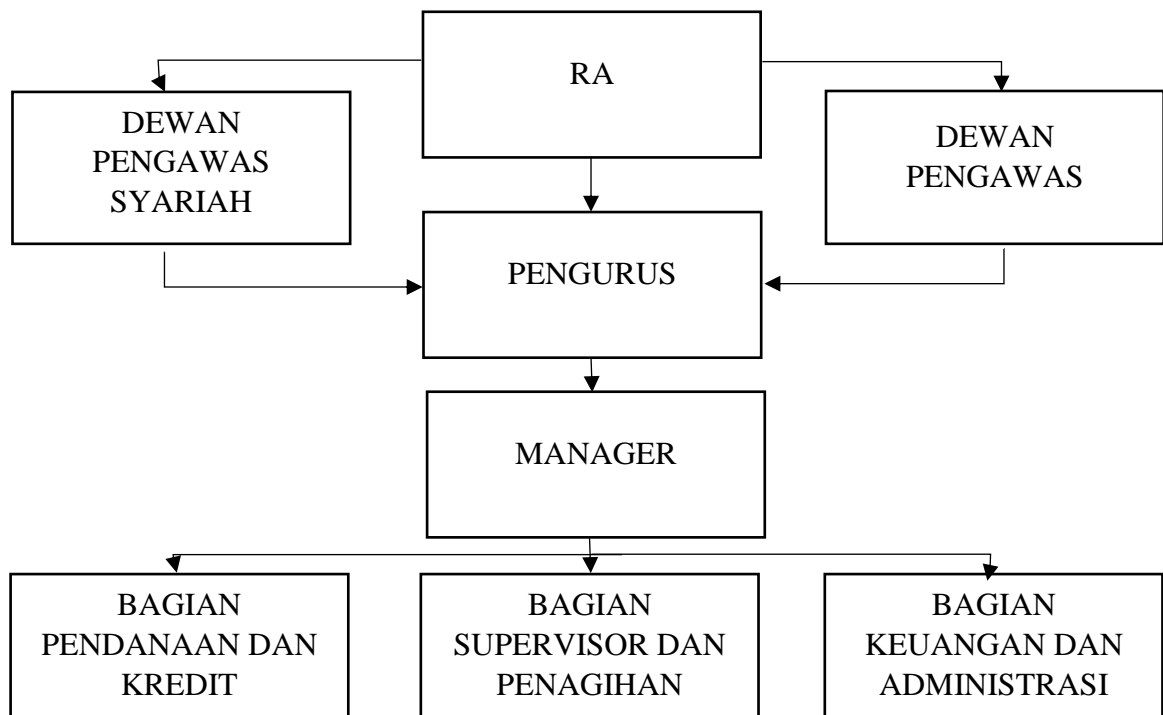 RA
DEWAN
PENGAWAS
SYARIAH
DEWAN
PENGAWAS
PENGURUS
MANAGER
BAGIAN
PENDANAAN DAN
KREDIT
BAGIAN
SUPERVISOR DAN
PENAGIHAN
BAGIAN
KEUANGAN DAN
ADMINISTRASI